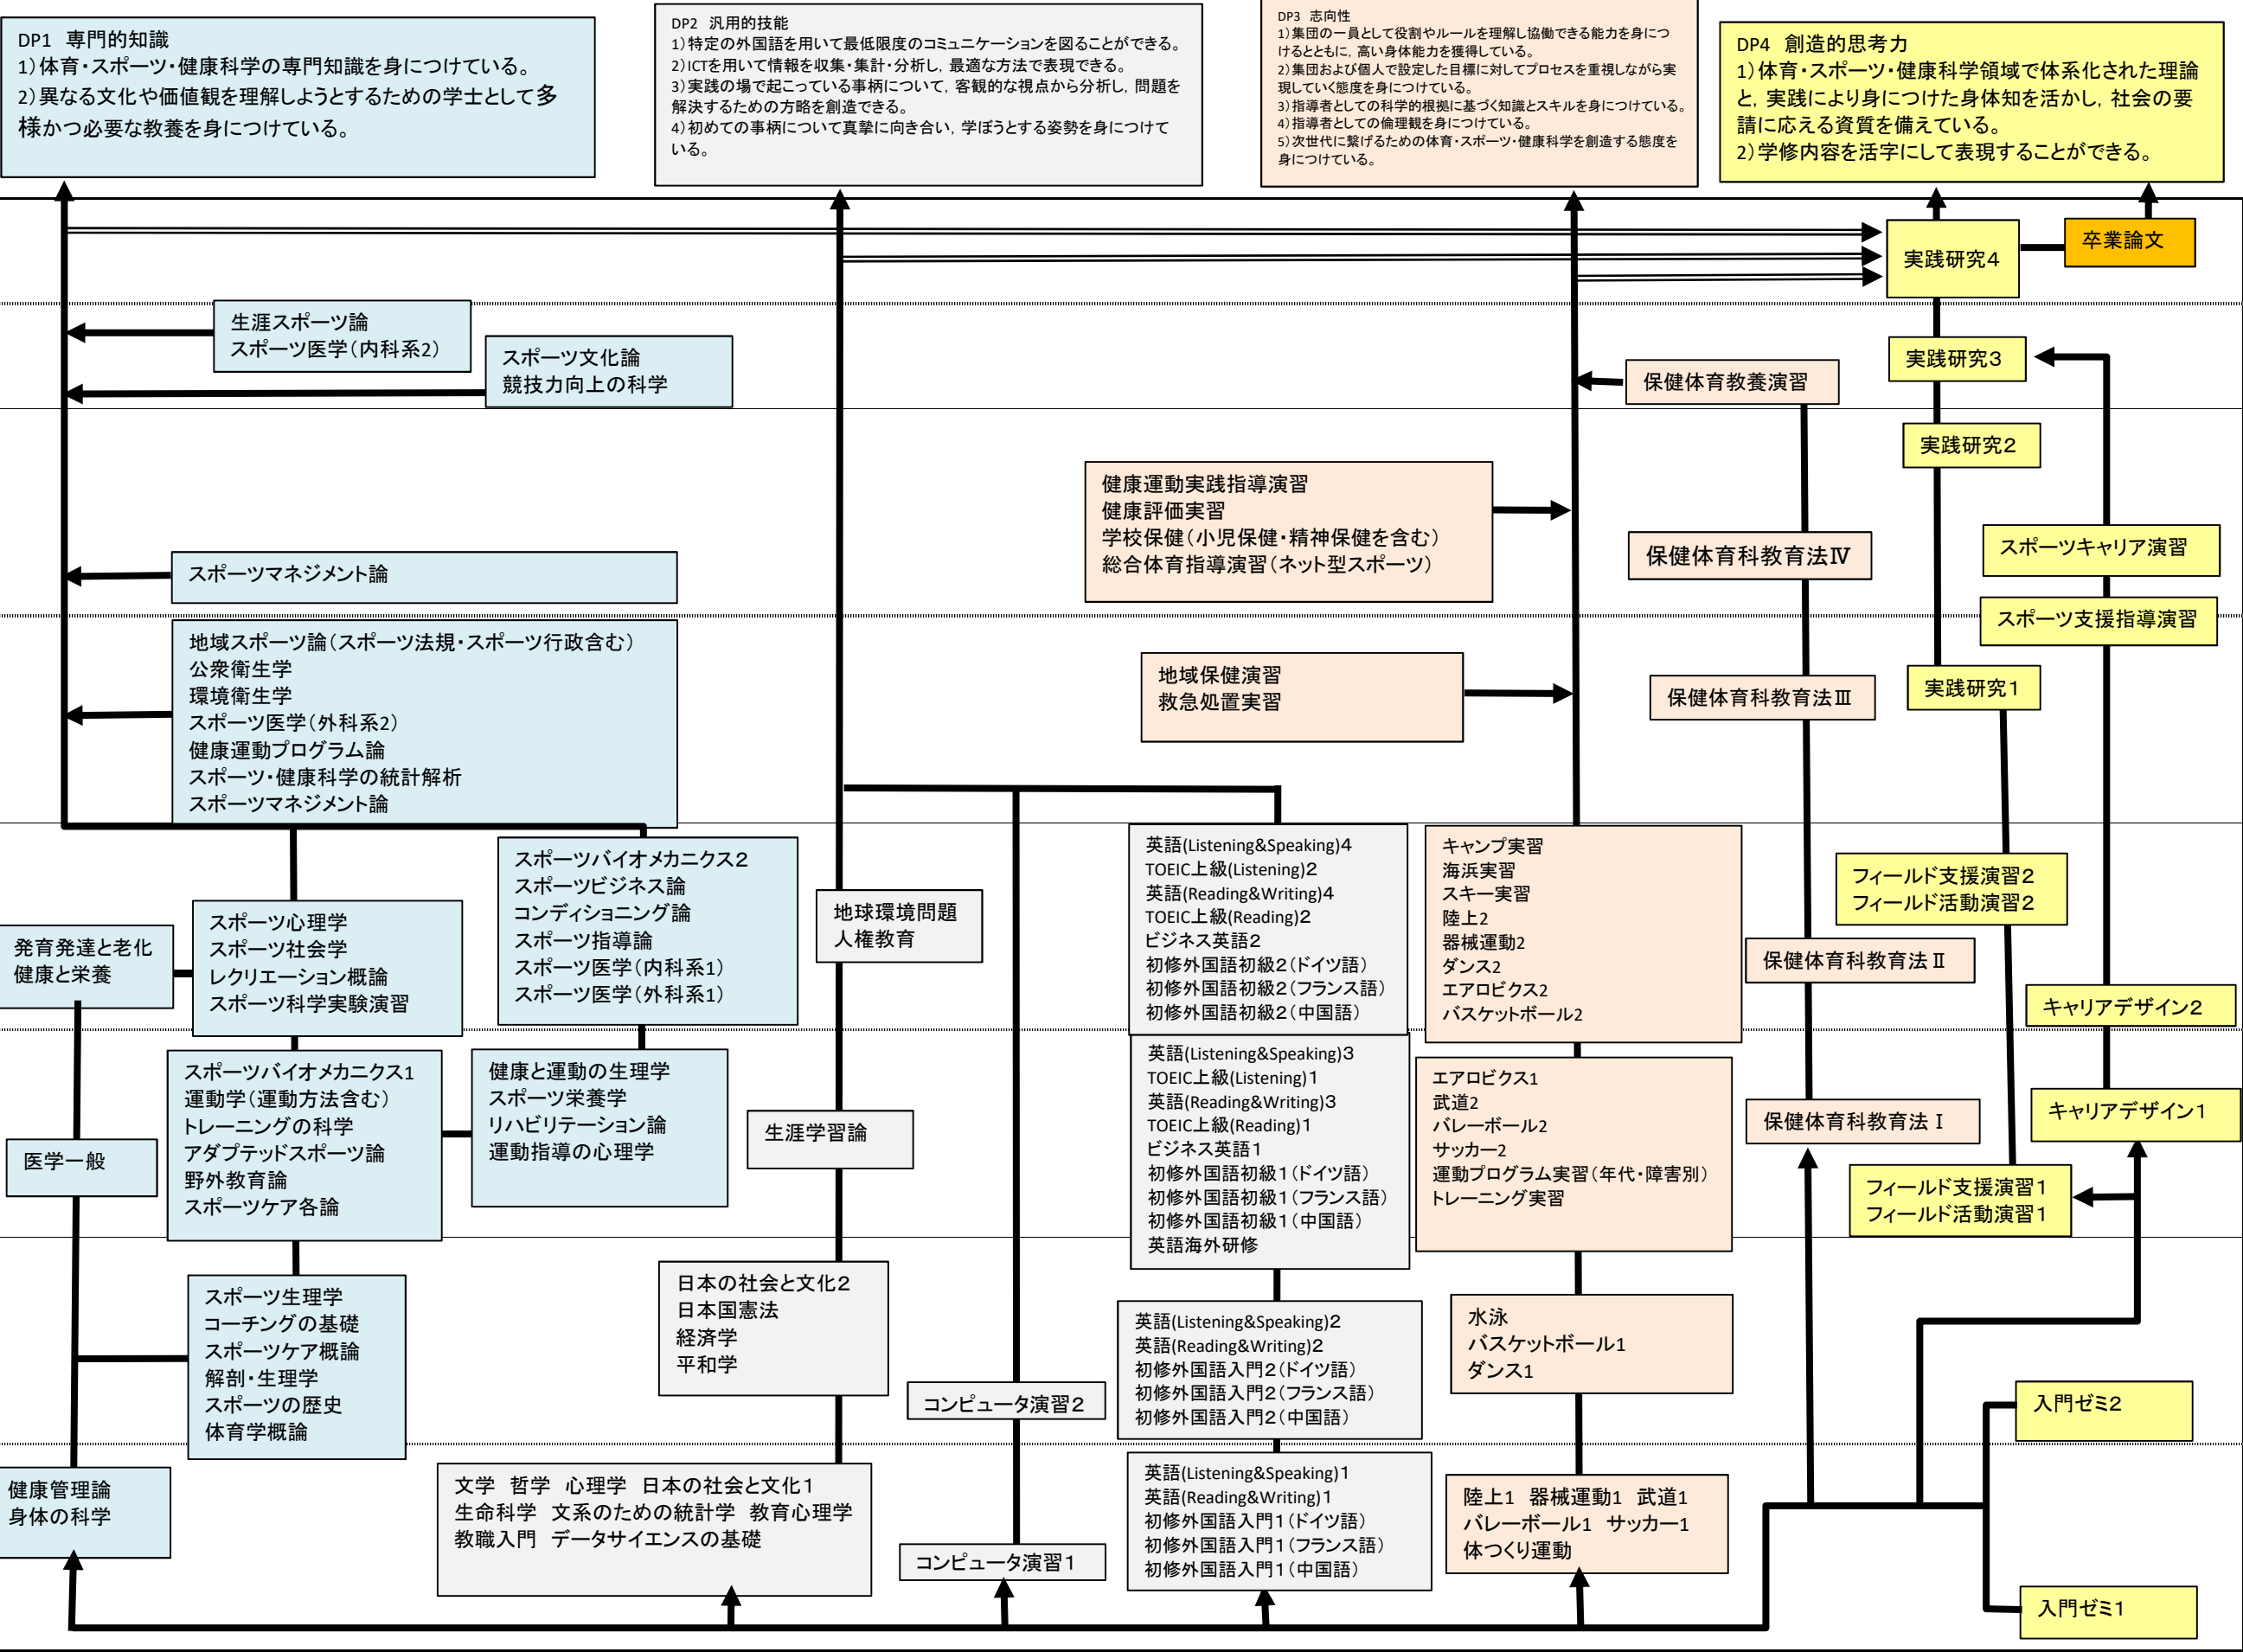 DP1 専門的知識
1)体育・スポーツ・健康科学の専門知識を身につけている。
2)異なる文化や価値観を理解しようとするための学士として多
様かつ必要な教養を身につけている。
DP2 汎用的技能
1)特定の外国語を用いて最低限度のコミュニケーションを図ることができる。
2)ICTを用いて情報を収集・集計・分析し，最適な方法で表現できる。
3)実践の場で起こっている事柄について，客観的な視点から分析し，問題を
解決するための方略を創造できる。
4)初めての事柄について真摯に向き合い，学ぼうとする姿勢を身につけて
いる。
DP3 志向性
1)集団の一員として役割やルールを理解し協働できる能力を身につ
けるとともに，高い身体能力を獲得している。
2)集団および個人で設定した目標に対してプロセスを重視しながら実
現していく態度を身につけている。
3)指導者としての科学的根拠に基づく知識とスキルを身につけている。
4)指導者としての倫理観を身につけている。
5)次世代に繋げるための体育・スポーツ・健康科学を創造する態度を
身につけている。
DP4 創造的思考力
1)体育・スポーツ・健康科学領域で体系化された理論
と，実践により身につけた身体知を活かし，社会の要
請に応える資質を備えている。
2)学修内容を活字にして表現することができる。
実践研究4
卒業論文
生涯スポーツ論
スポーツ医学(内科系2)
スポーツ文化論
競技力向上の科学
保健体育教養演習
実践研究3
実践研究2
健康運動実践指導演習
健康評価実習
学校保健(小児保健・精神保健を含む)
総合体育指導演習(ネット型スポーツ)
保健体育科教育法Ⅳ
スポーツキャリア演習
スポーツマネジメント論
スポーツ支援指導演習
地域スポーツ論(スポーツ法規・スポーツ行政含む)
公衆衛生学
環境衛生学
スポーツ医学(外科系2)
健康運動プログラム論
スポーツ・健康科学の統計解析
スポーツマネジメント論
地域保健演習
救急処置実習
保健体育科教育法Ⅲ
実践研究1
発育発達と老化
健康と栄養
スポーツ心理学
スポーツ社会学
レクリエーション概論
スポーツ科学実験演習
スポーツバイオメカニクス2
スポーツビジネス論
コンディショニング論
スポーツ指導論
スポーツ医学(内科系1)
スポーツ医学(外科系1)
地球環境問題
人権教育
英語(Listening&Speaking)4
TOEIC上級(Listening)2
英語(Reading&Writing)4
TOEIC上級(Reading)2
ビジネス英語2
初修外国語初級2(ドイツ語)
初修外国語初級2(フランス語)
初修外国語初級2(中国語)
キャンプ実習
海浜実習
スキー実習
陸上2
器械運動2
ダンス2
エアロビクス2
バスケットボール2
保健体育科教育法Ⅱ
フィールド支援演習2
フィールド活動演習2
キャリアデザイン2
医学一般
スポーツバイオメカニクス1
運動学(運動方法含む)
トレーニングの科学
アダプテッドスポーツ論
野外教育論
スポーツケア各論
健康と運動の生理学
スポーツ栄養学
リハビリテーション論
運動指導の心理学
生涯学習論
英語(Listening&Speaking)3
TOEIC上級(Listening)1
英語(Reading&Writing)3
TOEIC上級(Reading)1
ビジネス英語1
初修外国語初級1(ドイツ語)
初修外国語初級1(フランス語)
初修外国語初級1(中国語)
英語海外研修
エアロビクス1
武道2
バレーボール2
サッカー2
運動プログラム実習(年代・障害別)
トレーニング実習
保健体育科教育法Ⅰ
キャリアデザイン1
フィールド支援演習1
フィールド活動演習1
スポーツ生理学
コーチングの基礎
スポーツケア概論
解剖・生理学
スポーツの歴史
体育学概論
日本の社会と文化2
日本国憲法
経済学
平和学
コンピュータ演習2
英語(Listening&Speaking)2
英語(Reading&Writing)2
初修外国語入門2(ドイツ語)
初修外国語入門2(フランス語)
初修外国語入門2(中国語)
水泳
バスケットボール1
ダンス1
入門ゼミ2
健康管理論
身体の科学
文学 哲学 心理学 日本の社会と文化1
生命科学 文系のための統計学 教育心理学
教職入門 データサイエンスの基礎
コンピュータ演習1
英語(Listening&Speaking)1
英語(Reading&Writing)1
初修外国語入門1(ドイツ語)
初修外国語入門1(フランス語)
初修外国語入門1(中国語)
陸上1 器械運動1 武道1
バレーボール1 サッカー1
体つくり運動
入門ゼミ1